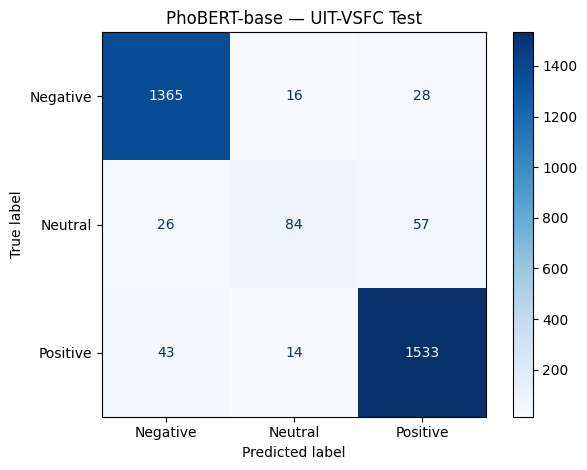 PhoBERT-base — UIT-VSFC Test
True label
Negative 1365 16 28
Neutral 26 84 57
Positive 43 14 1533
Negative Neutral Positive
Predicted label
1400
1200
1000
800
600
400
200